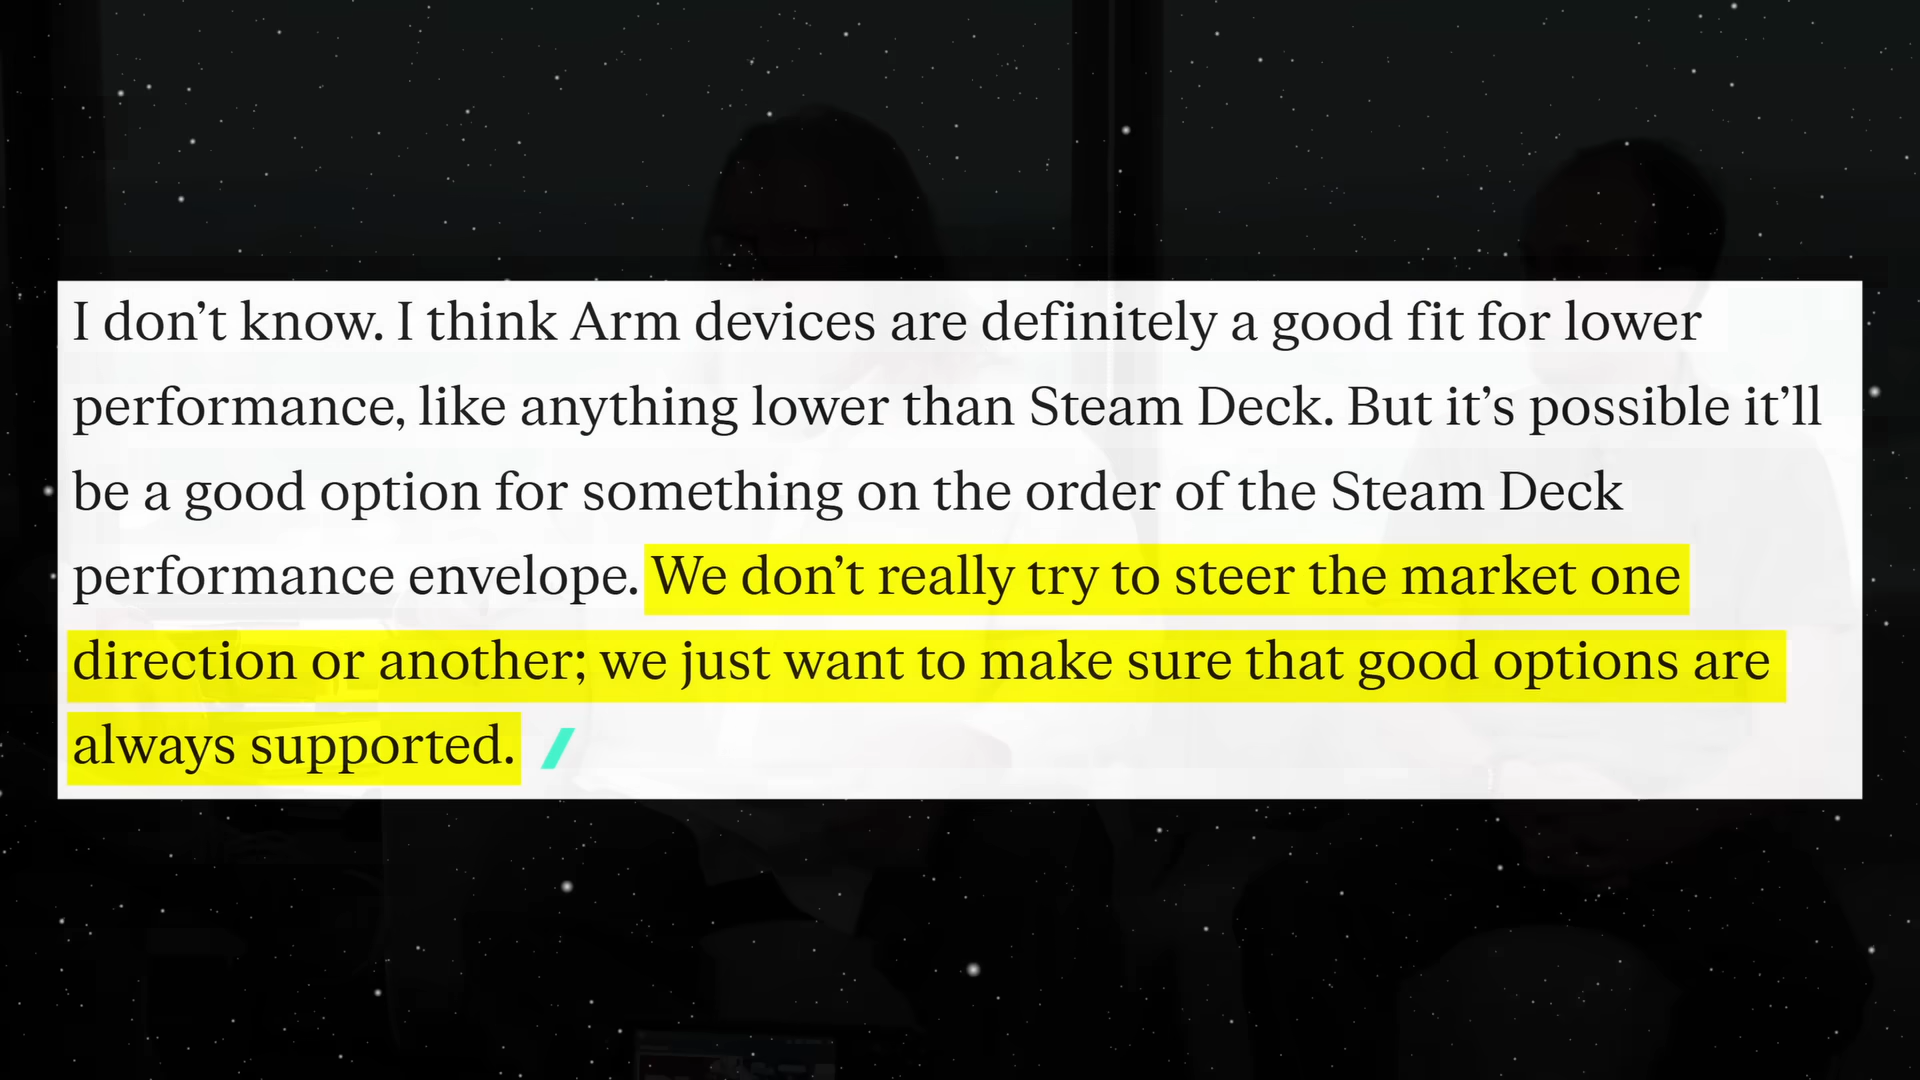 I don’t know. I think Arm devices are definitely a good fit for lower
performance, like anything lower than Steam Deck. But it’s possible it’ll
be a good option for something on the order of the Steam Deck
performance envelope. We don’t really try to steer the market one
direction or another; we just want to make sure that good options are
always supported.